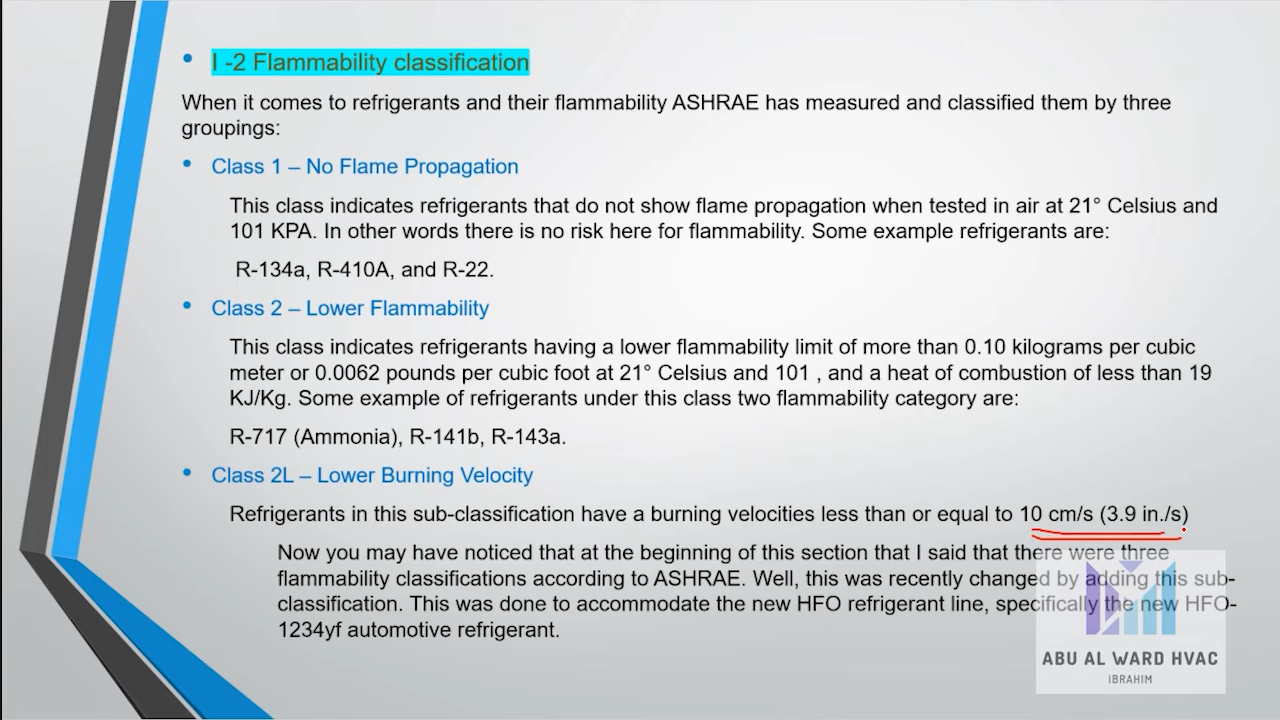 I -2 Flammability classification
When it comes to refrigerants and their flammability ASHRAE has measured and classified them by three
groupings:
Class 1 – No Flame Propagation
This class indicates refrigerants that do not show flame propagation when tested in air at 21° Celsius and
101 KPA. In other words there is no risk here for flammability. Some example refrigerants are:
R-134a, R-410A, and R-22.
Class 2 – Lower Flammability
This class indicates refrigerants having a lower flammability limit of more than 0.10 kilograms per cubic
meter or 0.0062 pounds per cubic foot at 21° Celsius and 101 , and a heat of combustion of less than 19
KJ/Kg. Some example of refrigerants under this class two flammability category are:
R-717 (Ammonia), R-141b, R-143a.
Class 2L – Lower Burning Velocity
Refrigerants in this sub-classification have a burning velocities less than or equal to 10 cm/s (3.9 in./s)
Now you may have noticed that at the beginning of this section that I said that there were three
flammability classifications according to ASHRAE. Well, this was recently changed by adding this sub-
classification. This was done to accommodate the new HFO refrigerant line, specifically the new HFO-
1234yf automotive refrigerant.
ABU AL WARD HVAC
IBRAHIM